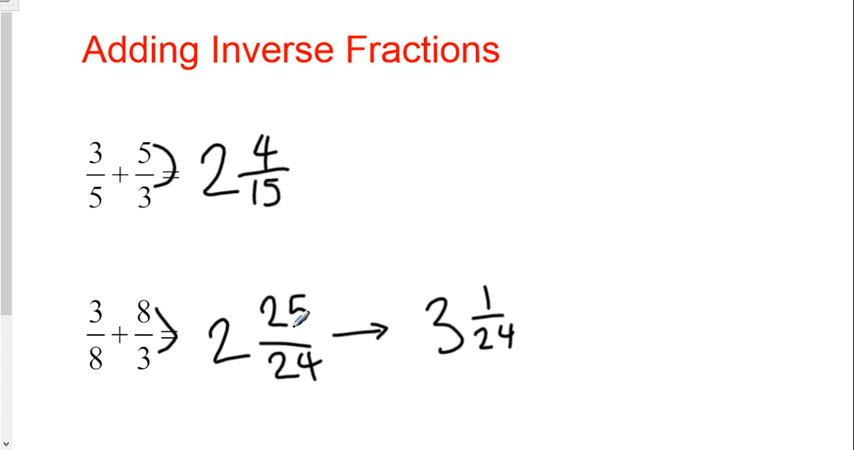 Adding Inverse Fractions
3/5 + 5/3 = 2 4/15
3/8 + 8/3 = 2 25/24 → 3 1/24